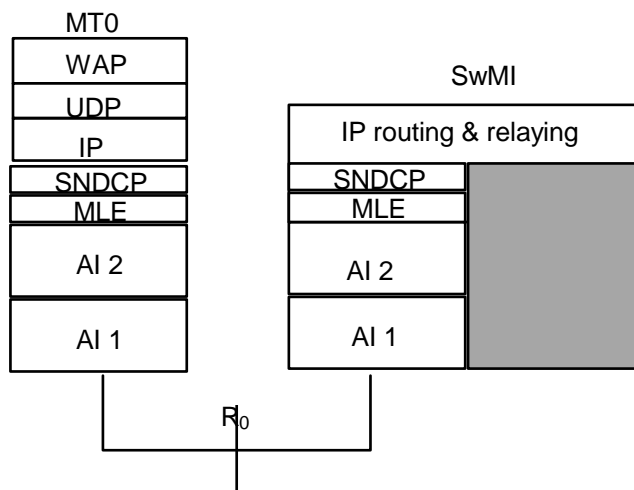 MT0
WAP
UDP
IP
SNDCP
MLE
AI 2
AI 1
SwMI
IP routing & relaying
SNDCP
MLE
AI 2
AI 1
R₀